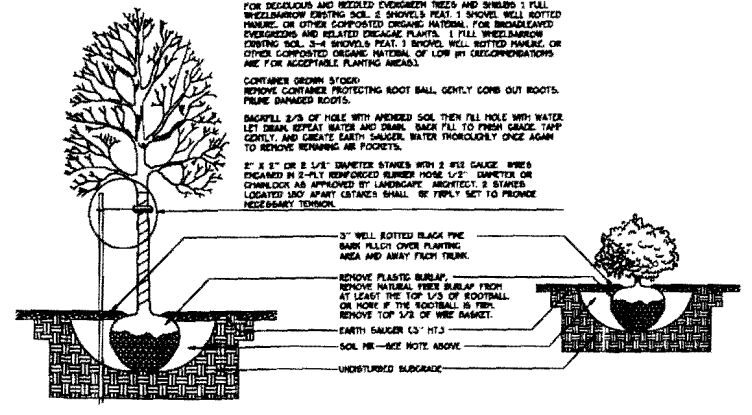 FOR DECIDUOUS AND NEEDLED EVERGREEN TREES AND SHRUBS 1 FULL
WHEELBARROW EXISTING SOIL. 2 SHOVELS PEAT. 1 SHOVEL WELL ROTTED
MANURE, OR OTHER COMPOSTED ORGANIC MATERIAL. FOR BROADLEAVED
EVERGREENS AND RELATED ERICACAE PLANTS. 1 FULL WHEELBARROW
EXISTING SOIL, 3-4 SHOVELS PEAT. 1 SHOVEL WELL ROTTED MANURE, OR
OTHER COMPOSTED ORGANIC MATERIAL OF LOW pH (RECOMMENDATIONS
ARE FOR ACCEPTABLE PLANTING AREAS).
CONTAINER GROWN STOCK:
REMOVE CONTAINER PROTECTING ROOT BALL, GENTLY COMB OUT ROOTS.
PRUNE DAMAGED ROOTS.
BACKFILL 2/3 OF HOLE WITH AMENDED SOIL THEN FILL HOLE WITH WATER.
LET DRAIN. REPEAT WATER AND DRAIN. BACK FILL TO FINISH GRADE. TAMP
GENTLY, AND CREATE EARTH SAUCER. WATER THOROUGHLY ONCE AGAIN
TO REMOVE REMAINING AIR POCKETS.
2" X 2" OR 2 1/2" DIAMETER STAKES WITH 2 #12 GAUGE WIRES
ENCASED IN 2-PLY REINFORCED RUBBER HOSE 1/2" DIAMETER OR
CHAINLOCK AS APPROVED BY LANDSCAPE ARCHITECT. 2 STAKES
LOCATED 180° APART (STAKES SHALL BE FIRMLY SET TO PROVIDE
NECESSARY TENSION.
3" WELL ROTTED BLACK PINE
BARK MULCH OVER PLANTING
AREA AND AWAY FROM TRUNK.
REMOVE PLASTIC BURLAP,
REMOVE NATURAL FIBER BURLAP FROM
AT LEAST THE TOP 1/3 OF ROOTBALL
OR MORE IF THE ROOTBALL IS FIRM.
REMOVE TOP 1/2 OF WIRE BASKET.
EARTH SAUCER (3" HT.)
SOIL MIX—SEE NOTE ABOVE
UNDISTURBED SUBGRADE